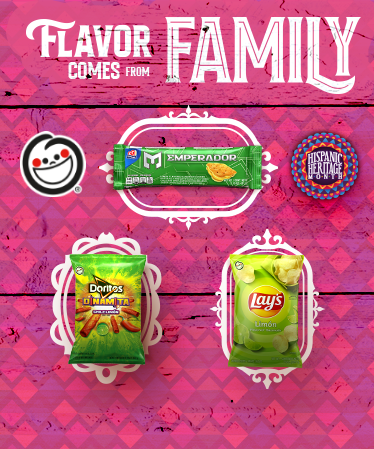 FLAVOR
COMES FROM
FAMILY
EMPERADOR
HISPANIC
HERITAGE
MONTH
Doritos
DINAMITA
CHILE LIMÓN
Lay's
Limón
®